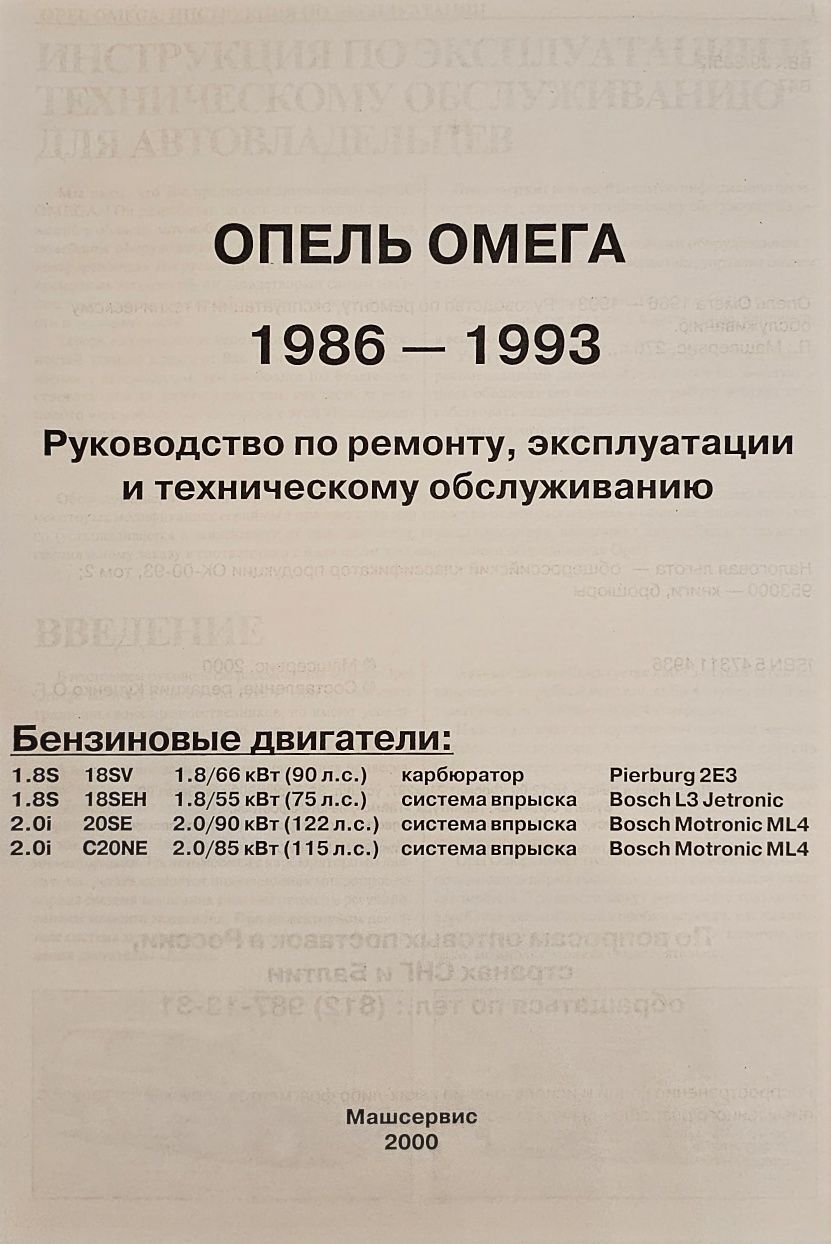 ОПЕЛЬ ОМЕГА
1986 — 1993
Руководство по ремонту, эксплуатации
и техническому обслуживанию
Бензиновые двигатели:
1.8S 18SV 1.8/66 кВт (90 л.с.) карбюратор Pierburg 2E3
1.8S 18SEH 1.8/55 кВт (75 л.с.) система впрыска Bosch L3 Jetronic
2.0i 20SE 2.0/90 кВт (122 л.с.) система впрыска Bosch Motronic ML4
2.0i C20NE 2.0/85 кВт (115 л.с.) система впрыска Bosch Motronic ML4
Машсервис
2000